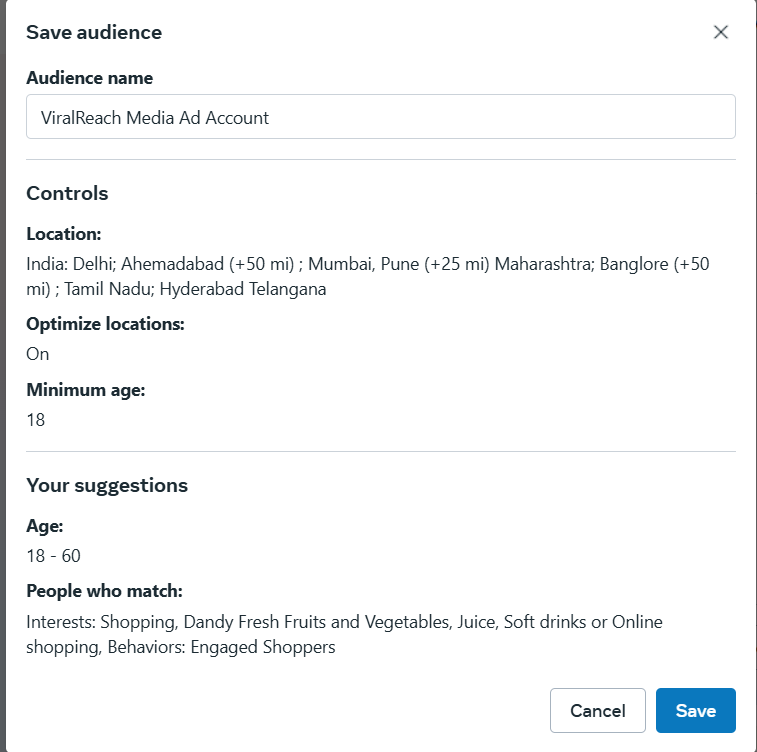 Save audience
Audience name
ViralReach Media Ad Account
Controls
Location:
India: Delhi; Ahemadabad (+50 mi) ; Mumbai, Pune (+25 mi) Maharashtra; Banglore (+50
mi) ; Tamil Nadu; Hyderabad Telangana
Optimize locations:
On
Minimum age:
18
Your suggestions
Age:
18 - 60
People who match:
Interests: Shopping, Dandy Fresh Fruits and Vegetables, Juice, Soft drinks or Online
shopping, Behaviors: Engaged Shoppers
Cancel Save